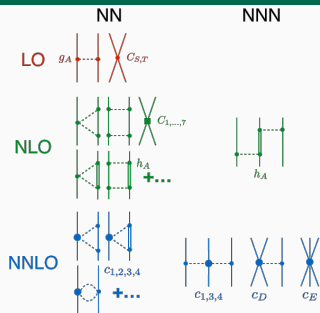 NN NNN
LO g_A C_{S,T}
NLO C_{1,...,7}
h_A +...
h_A
NNLO
c_{1,2,3,4}
c_{1,3,4} c_D c_E
+...